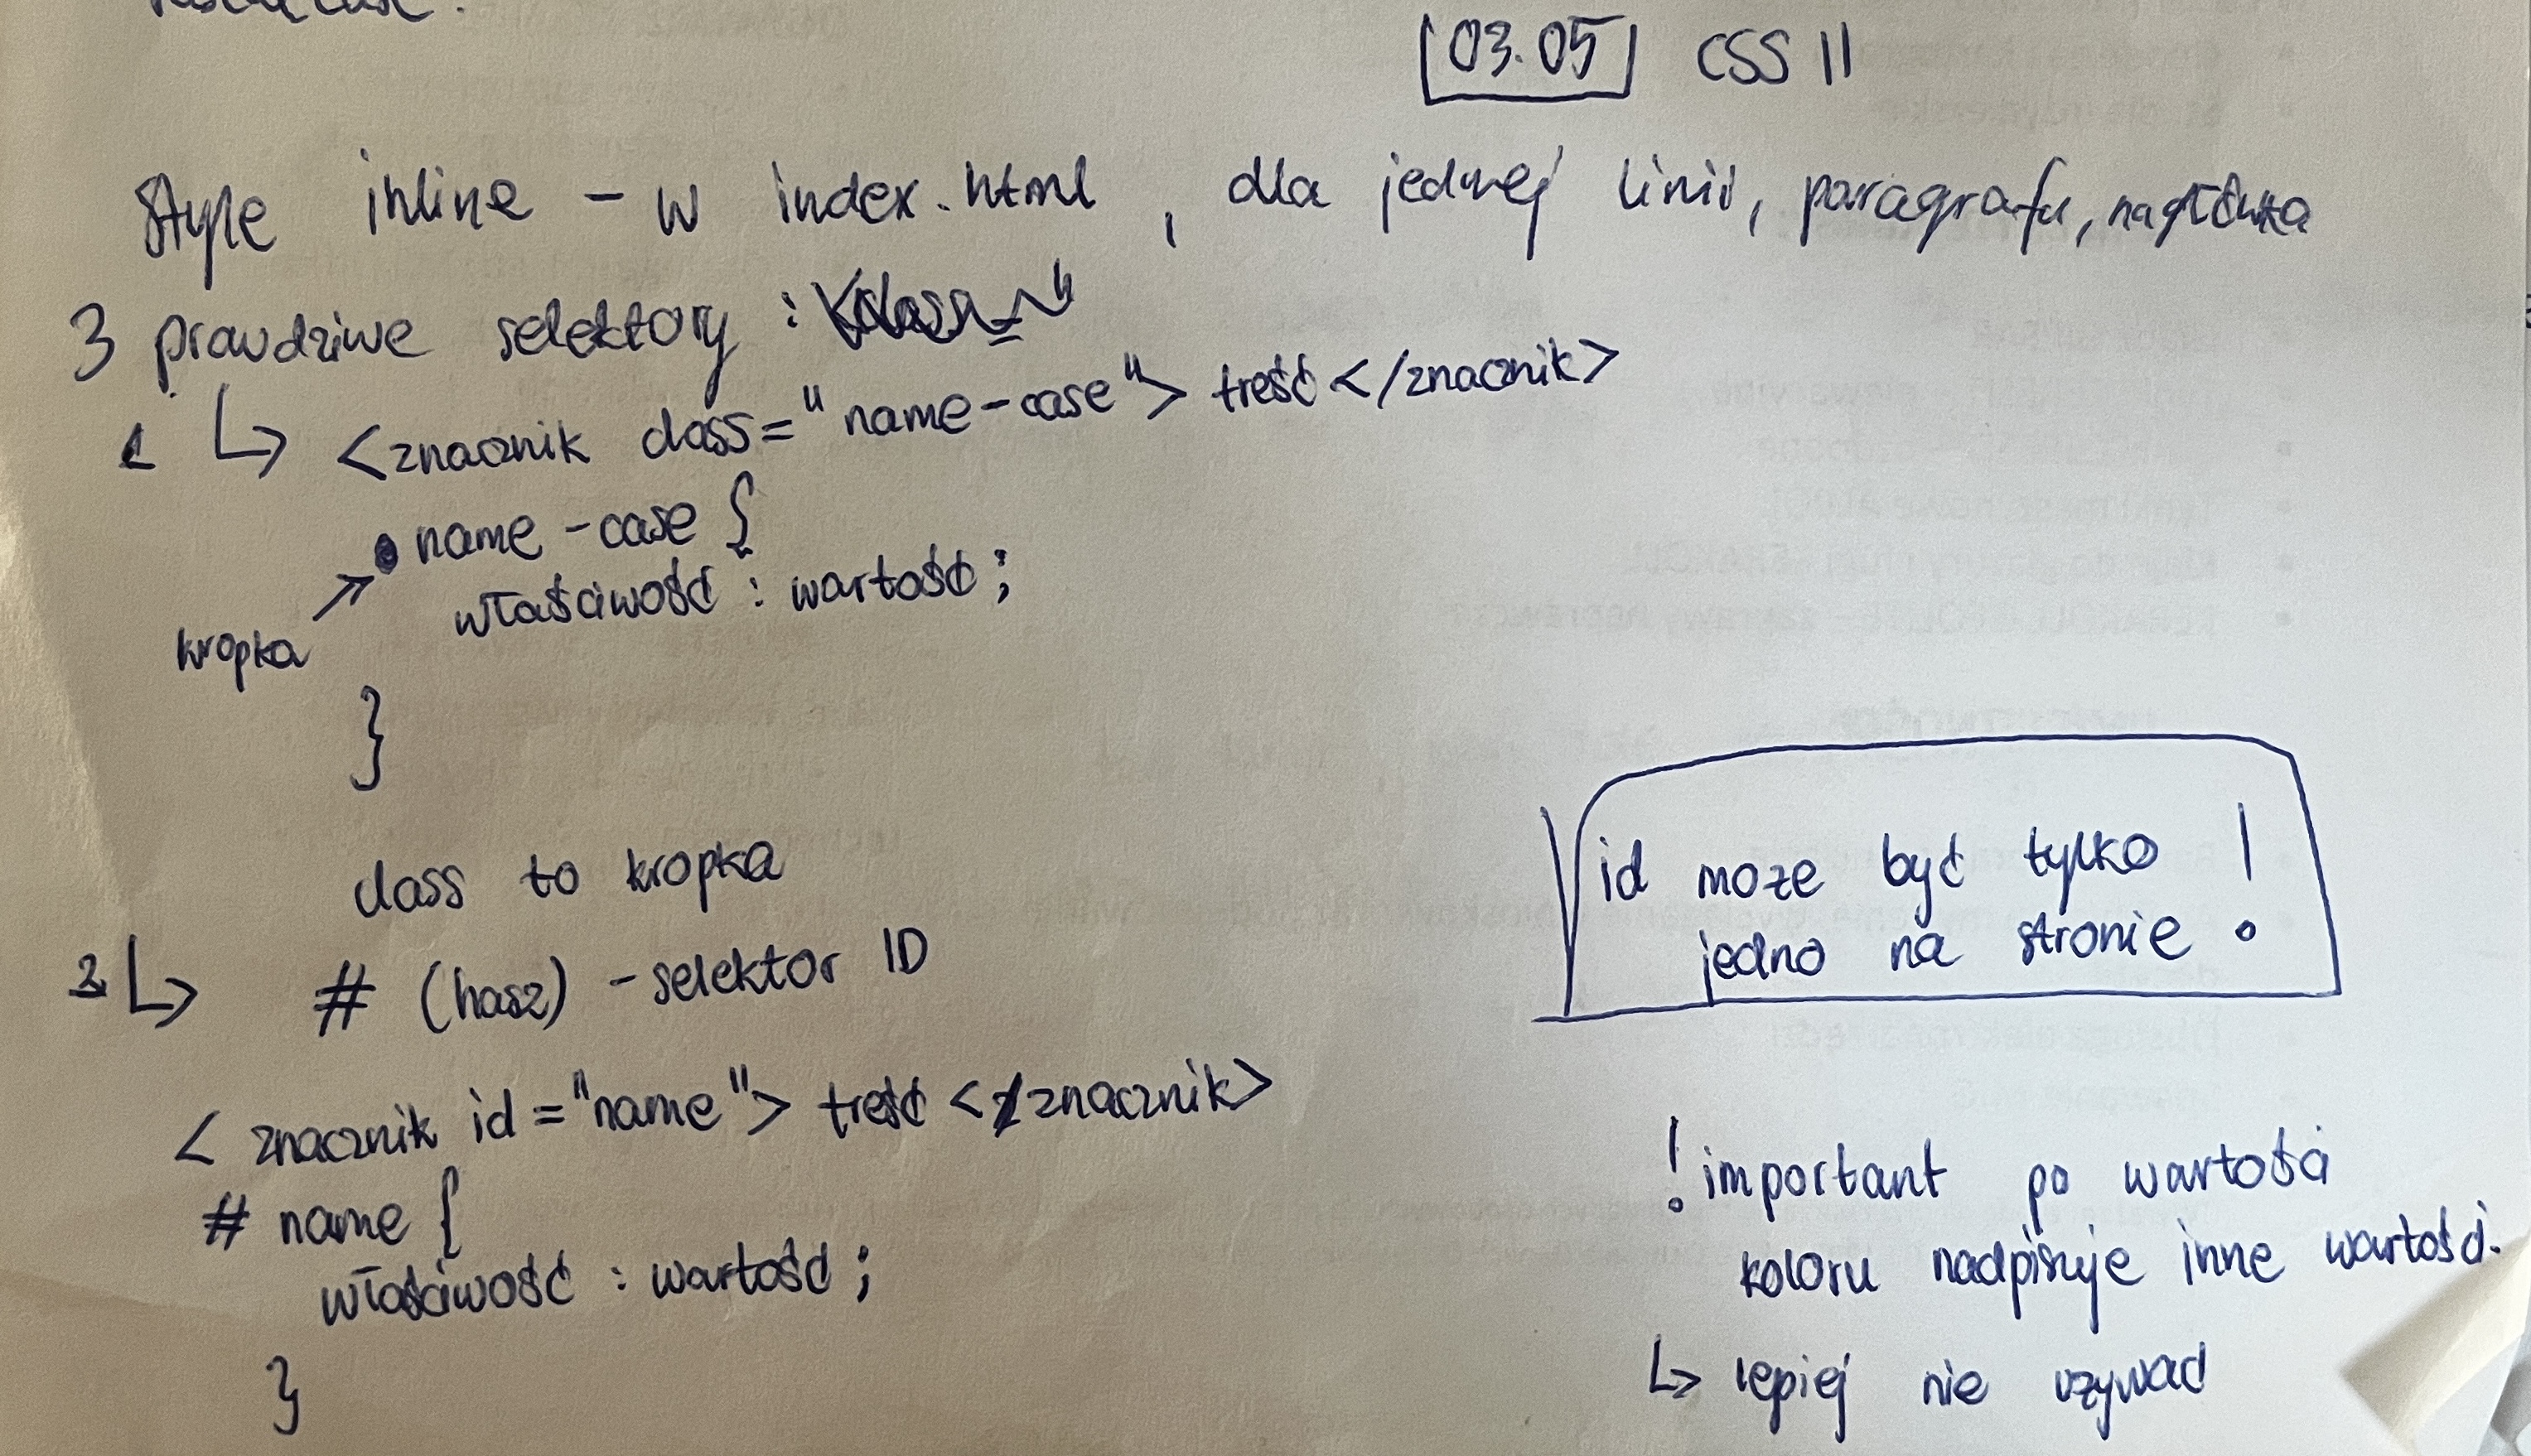 [03.05] CSS II
Style inline - w index.html , dla jednej linii, paragrafu, nagłówka
3 prawdziwe selektory :
1 ↳ <znacznik class="name-case"> treść </znacznik>
• name-case {
właściwość : wartość ;
kropka
}
class to kropka
2 ↳ # (hasz) - selektor ID
< znacznik id="name"> treść </znacznik>
# name {
właściwość : wartość ;
}
id moze być tylko !
jedno na stronie
!important po wartości
koloru nadpisuje inne wartości.
↳ lepiej nie uzywac